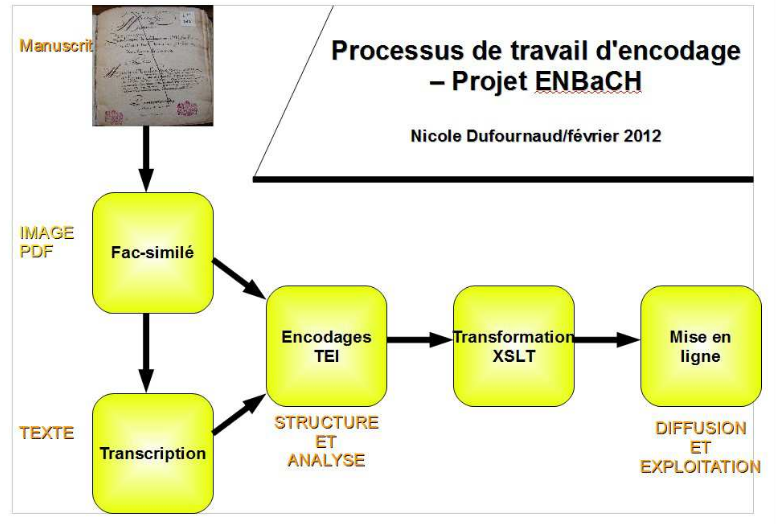 Manuscrit
Processus de travail d'encodage
– Projet ENBaCH
Nicole Dufournaud/février 2012
IMAGE
PDF
Fac-similé
Encodages
TEI
Transformation
XSLT
Mise en
ligne
STRUCTURE
ET
ANALYSE
DIFFUSION
ET
EXPLOITATION
TEXTE
Transcription